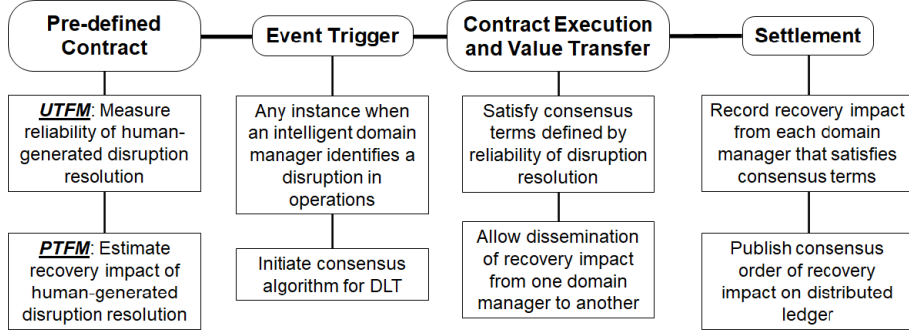 Pre-defined
Contract
Event Trigger
Contract Execution
and Value Transfer
Settlement
UTFM: Measure
reliability of human-
generated disruption
resolution
PTFM: Estimate
recovery impact of
human-generated
disruption resolution
Any instance when
an intelligent domain
manager identifies a
disruption in
operations
Initiate consensus
algorithm for DLT
Satisfy consensus
terms defined by
reliability of disruption
resolution
Allow dissemination
of recovery impact
from one domain
manager to another
Record recovery impact
from each domain
manager that satisfies
consensus terms
Publish consensus
order of recovery
impact on distributed
ledger